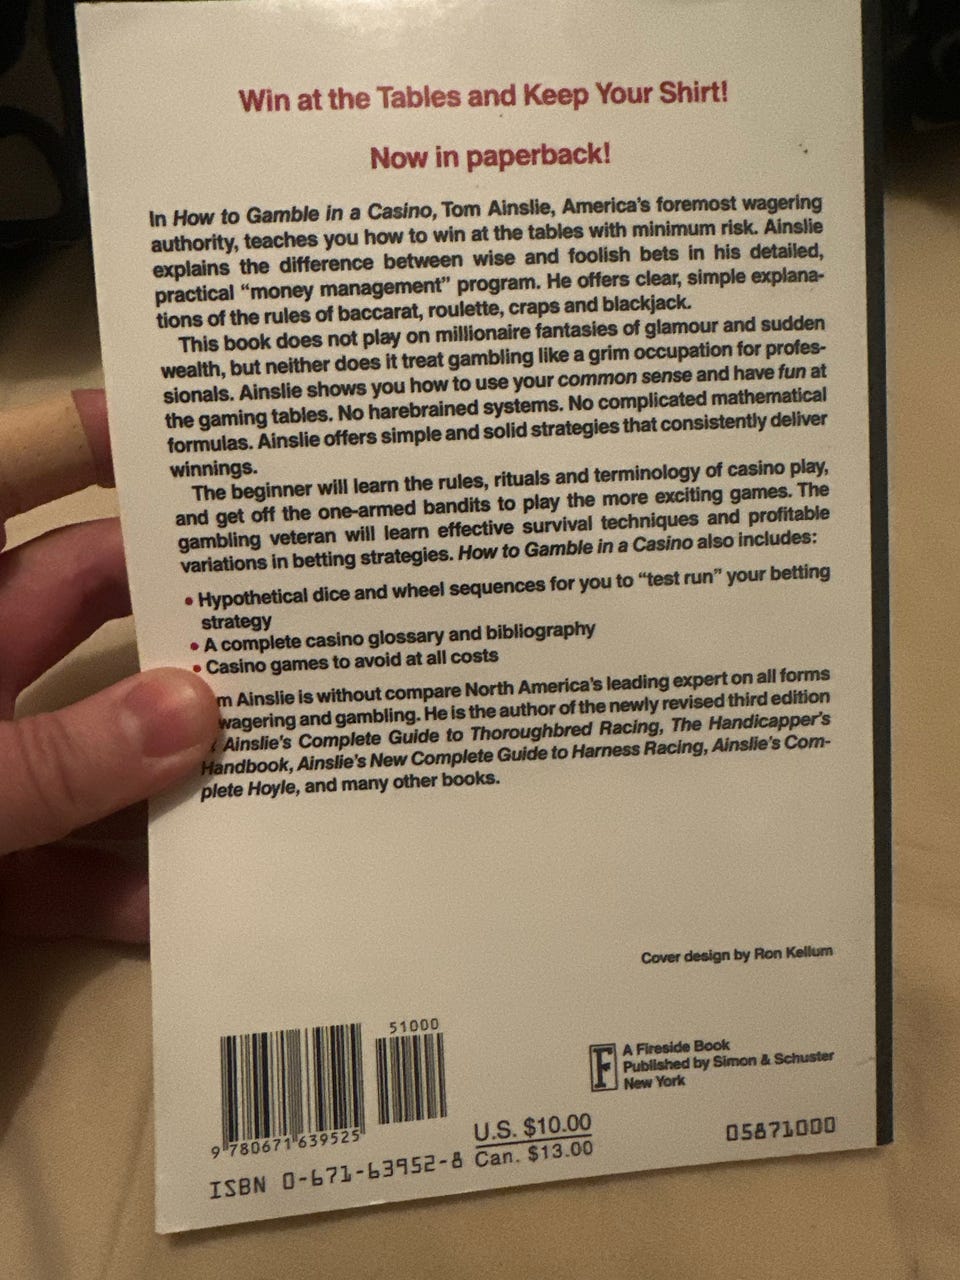 Win at the Tables and Keep Your Shirt!
Now in paperback!
In How to Gamble in a Casino, Tom Ainslie, America's foremost wagering
authority, teaches you how to win at the tables with minimum risk. Ainslie
explains the difference between wise and foolish bets in his detailed,
practical "money management" program. He offers clear, simple explana-
tions of the rules of baccarat, roulette, craps and blackjack.
This book does not play on millionaire fantasies of glamour and sudden
wealth, but neither does it treat gambling like a grim occupation for profes-
sionals. Ainslie shows you how to use your common sense and have fun at
the gaming tables. No harebrained systems. No complicated mathematical
formulas. Ainslie offers simple and solid strategies that consistently deliver
winnings.
The beginner will learn the rules, rituals and terminology of casino play,
and get off the one-armed bandits to play the more exciting games. The
gambling veteran will learn effective survival techniques and profitable
variations in betting strategies. How to Gamble in a Casino also includes:
• Hypothetical dice and wheel sequences for you to "test run" your betting
strategy
• A complete casino glossary and bibliography
• Casino games to avoid at all costs
m Ainslie is without compare North America's leading expert on all forms
wagering and gambling. He is the author of the newly revised third edition
Ainslie's Complete Guide to Thoroughbred Racing, The Handicapper's
Handbook, Ainslie's New Complete Guide to Harness Racing, Ainslie's Com-
plete Hoyle, and many other books.
Cover design by Ron Kellum
51000
9 780671 639525
ISBN 0-671-63952-8
U.S. $10.00
Can. $13.00
F
A Fireside Book
Published by Simon & Schuster
New York
05871000